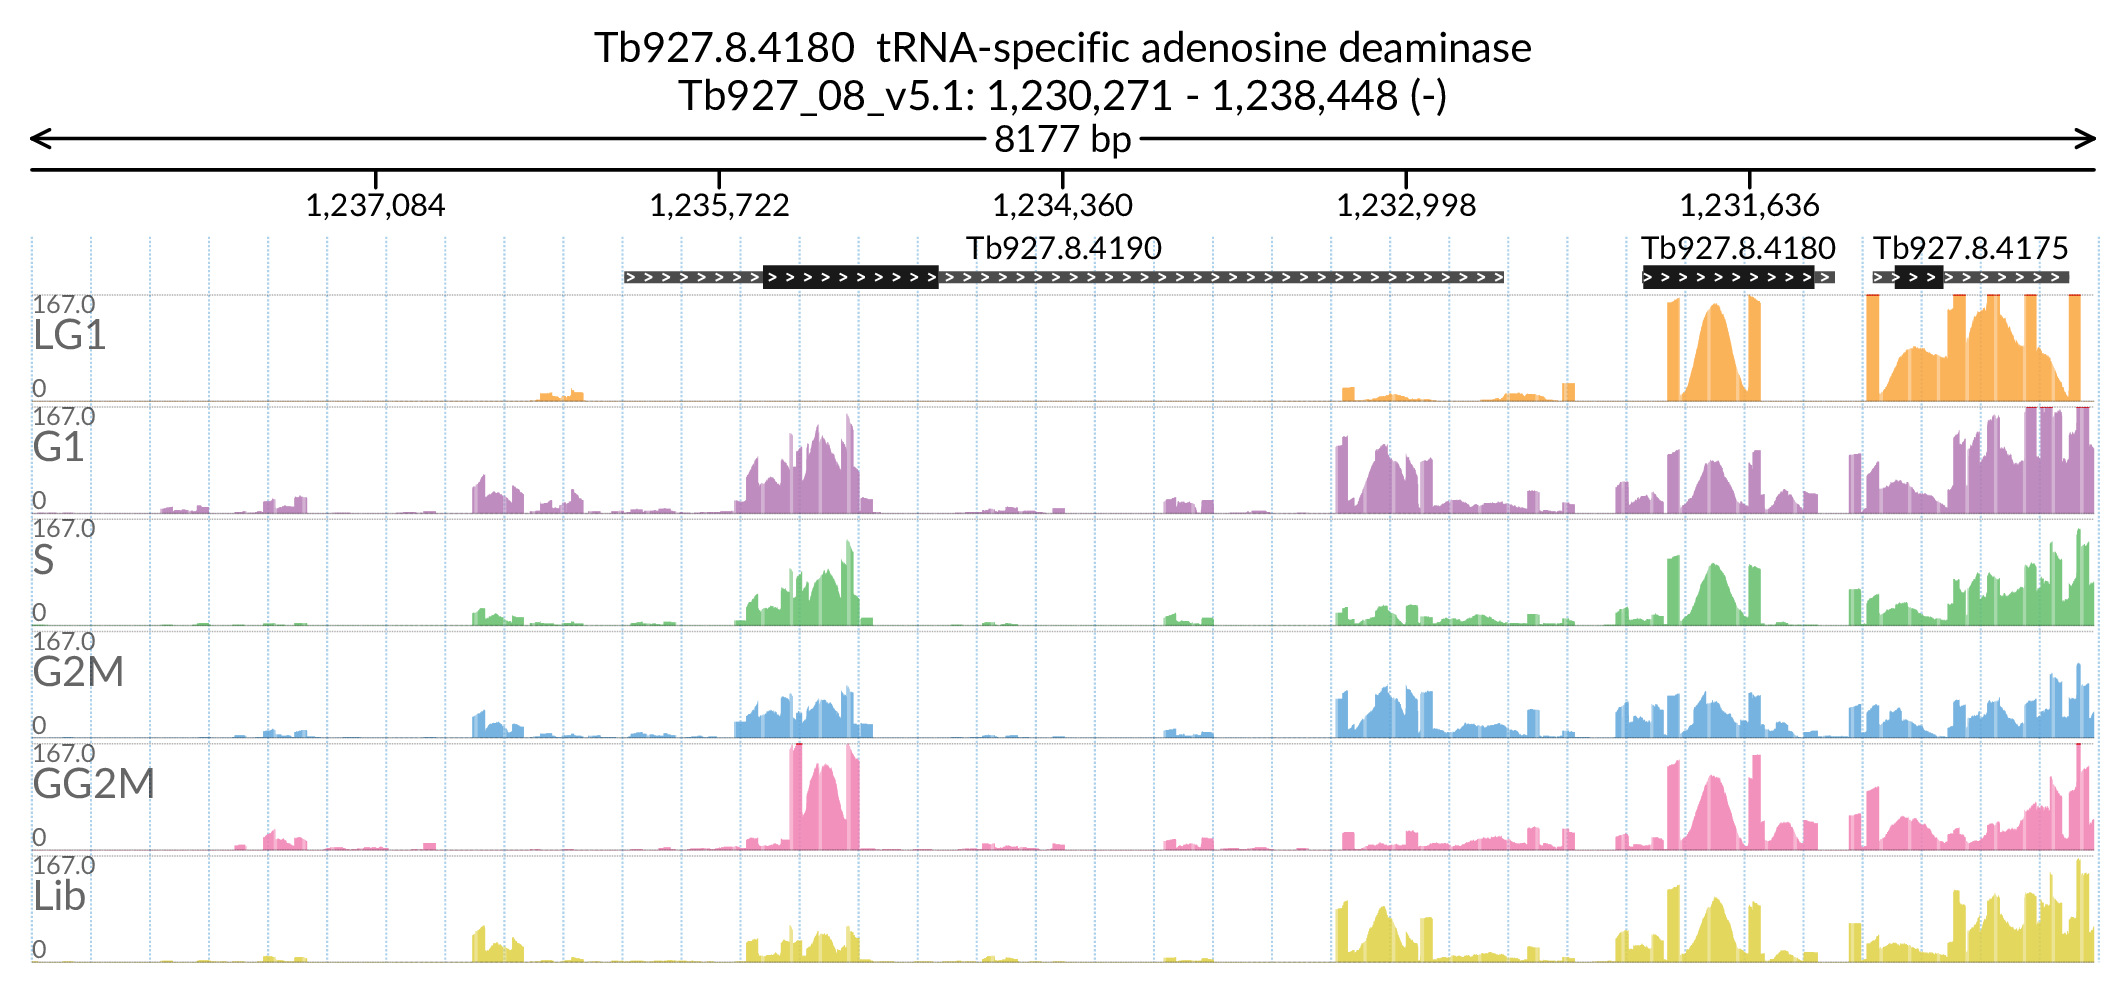 Tb927.8.4180  tRNA-specific adenosine deaminase
Tb927_08_v5.1: 1,230,271 - 1,238,448 (-)
8177 bp
1,237,084 1,235,722 1,234,360 1,232,998 1,231,636
Tb927.8.4190 Tb927.8.4180 Tb927.8.4175
167.0
LG1
0
167.0
G1
0
167.0
S
0
167.0
G2M
0
167.0
GG2M
0
167.0
Lib
0